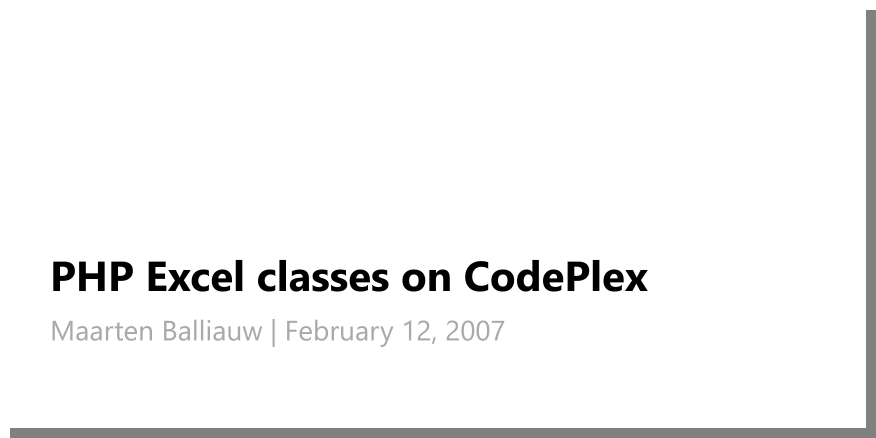 PHP Excel classes on CodePlex
Maarten Balliauw | February 12, 2007